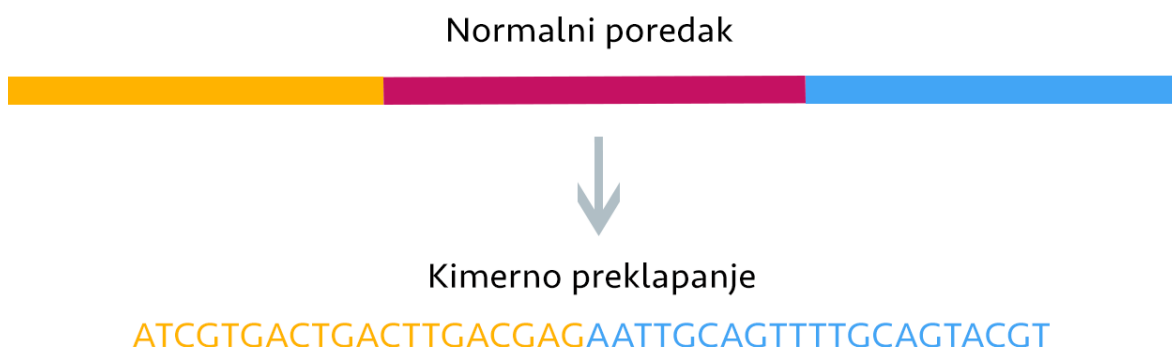 Normalni poredak
Kimerno preklapanje
ATCGTGACTGACTTGACGAGAATTGCAGTTTTGCAGTACGT